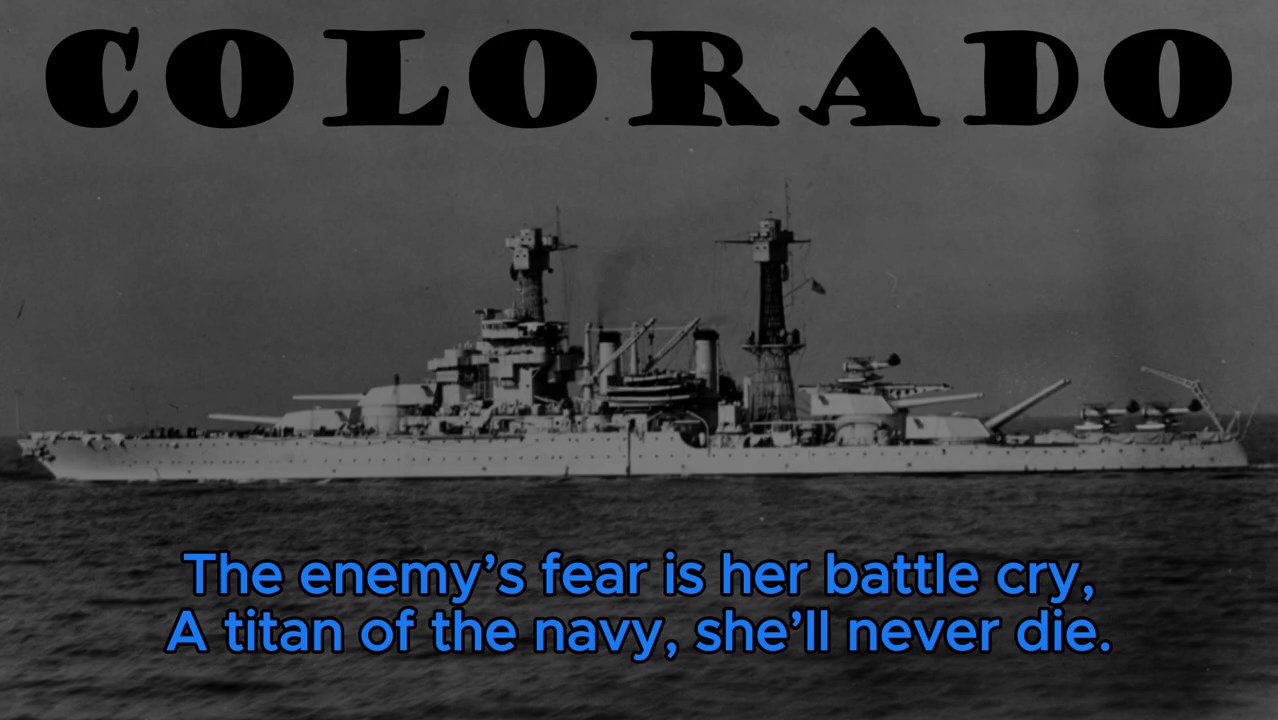 COLORADO
The enemy’s fear is her battle cry,
A titan of the navy, she’ll never die.